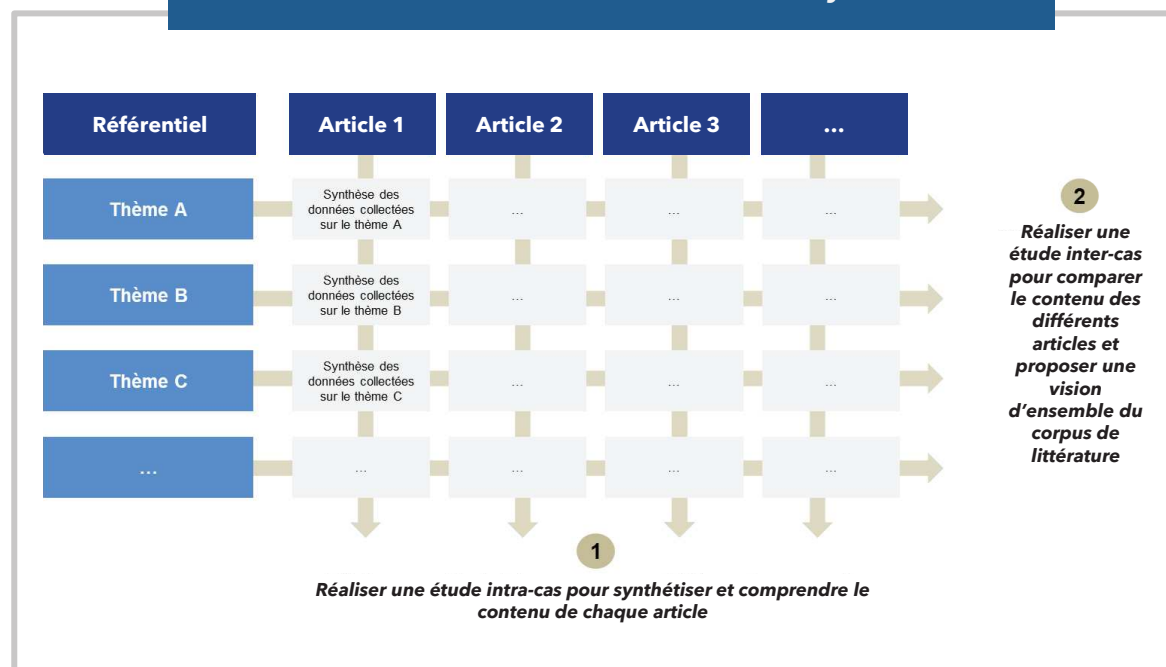 Référentiel
Article 1
Article 2
Article 3
...
Thème A
Synthèse des
données collectées
sur le thème A
...
...
...
Thème B
Synthèse des
données collectées
sur le thème B
...
...
...
Thème C
Synthèse des
données collectées
sur le thème C
...
...
...
...
...
...
...
...
2
Réaliser une
étude inter-cas
pour comparer
le contenu des
différents
articles et
proposer une
vision
d’ensemble du
corpus de
littérature
1
Réaliser une étude intra-cas pour synthétiser et comprendre le
contenu de chaque article